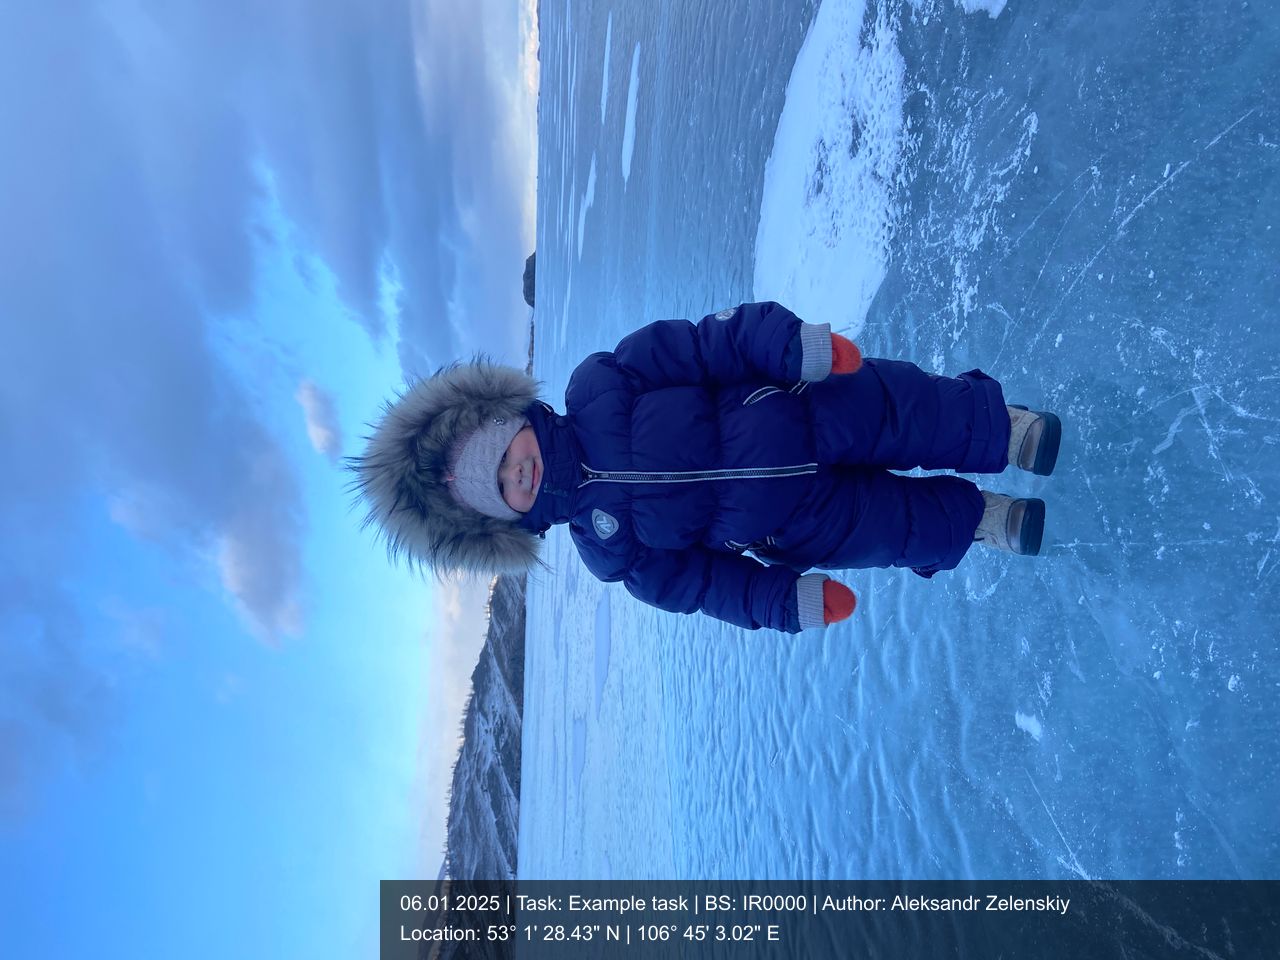 06.01.2025 | Task: Example task | BS: IR0000 | Author: Aleksandr Zelenskiy
Location: 53° 1' 28.43" N | 106° 45' 3.02" E